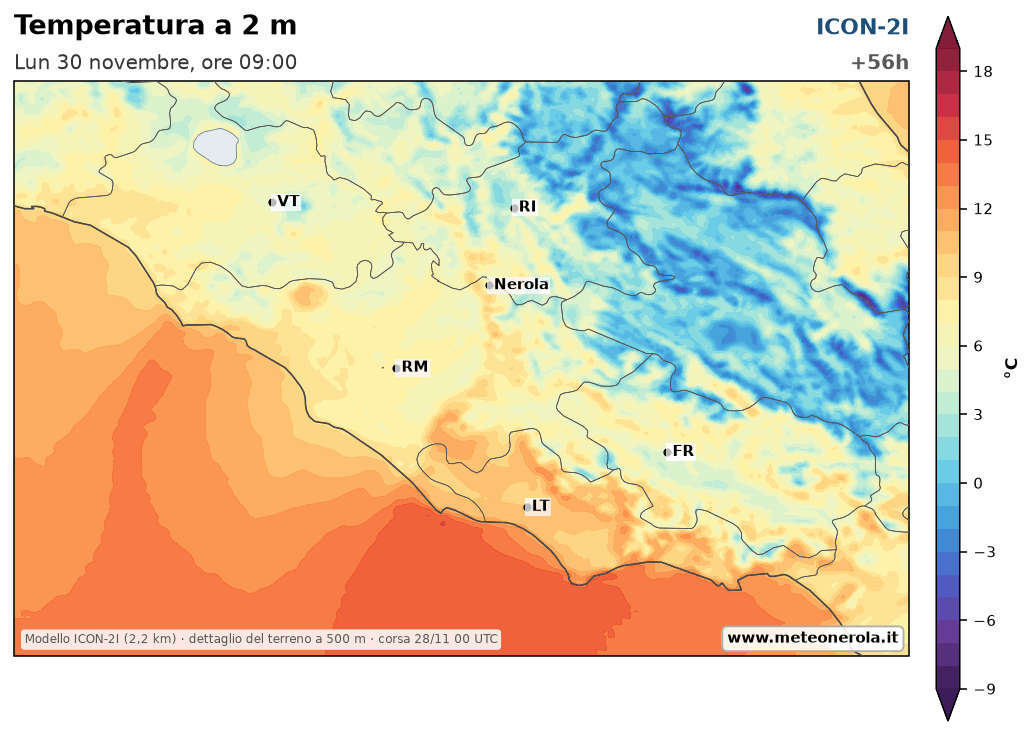 Temperatura a 2 m
ICON-2I
Lun 30 novembre, ore 09:00
+56h
VT
RI
Nerola
RM
FR
LT
Modello ICON-2I (2,2 km) · dettaglio del terreno a 500 m · corsa 28/11 00 UTC
www.meteonerola.it
18
15
12
9
6
3
0
−3
−6
−9
°C